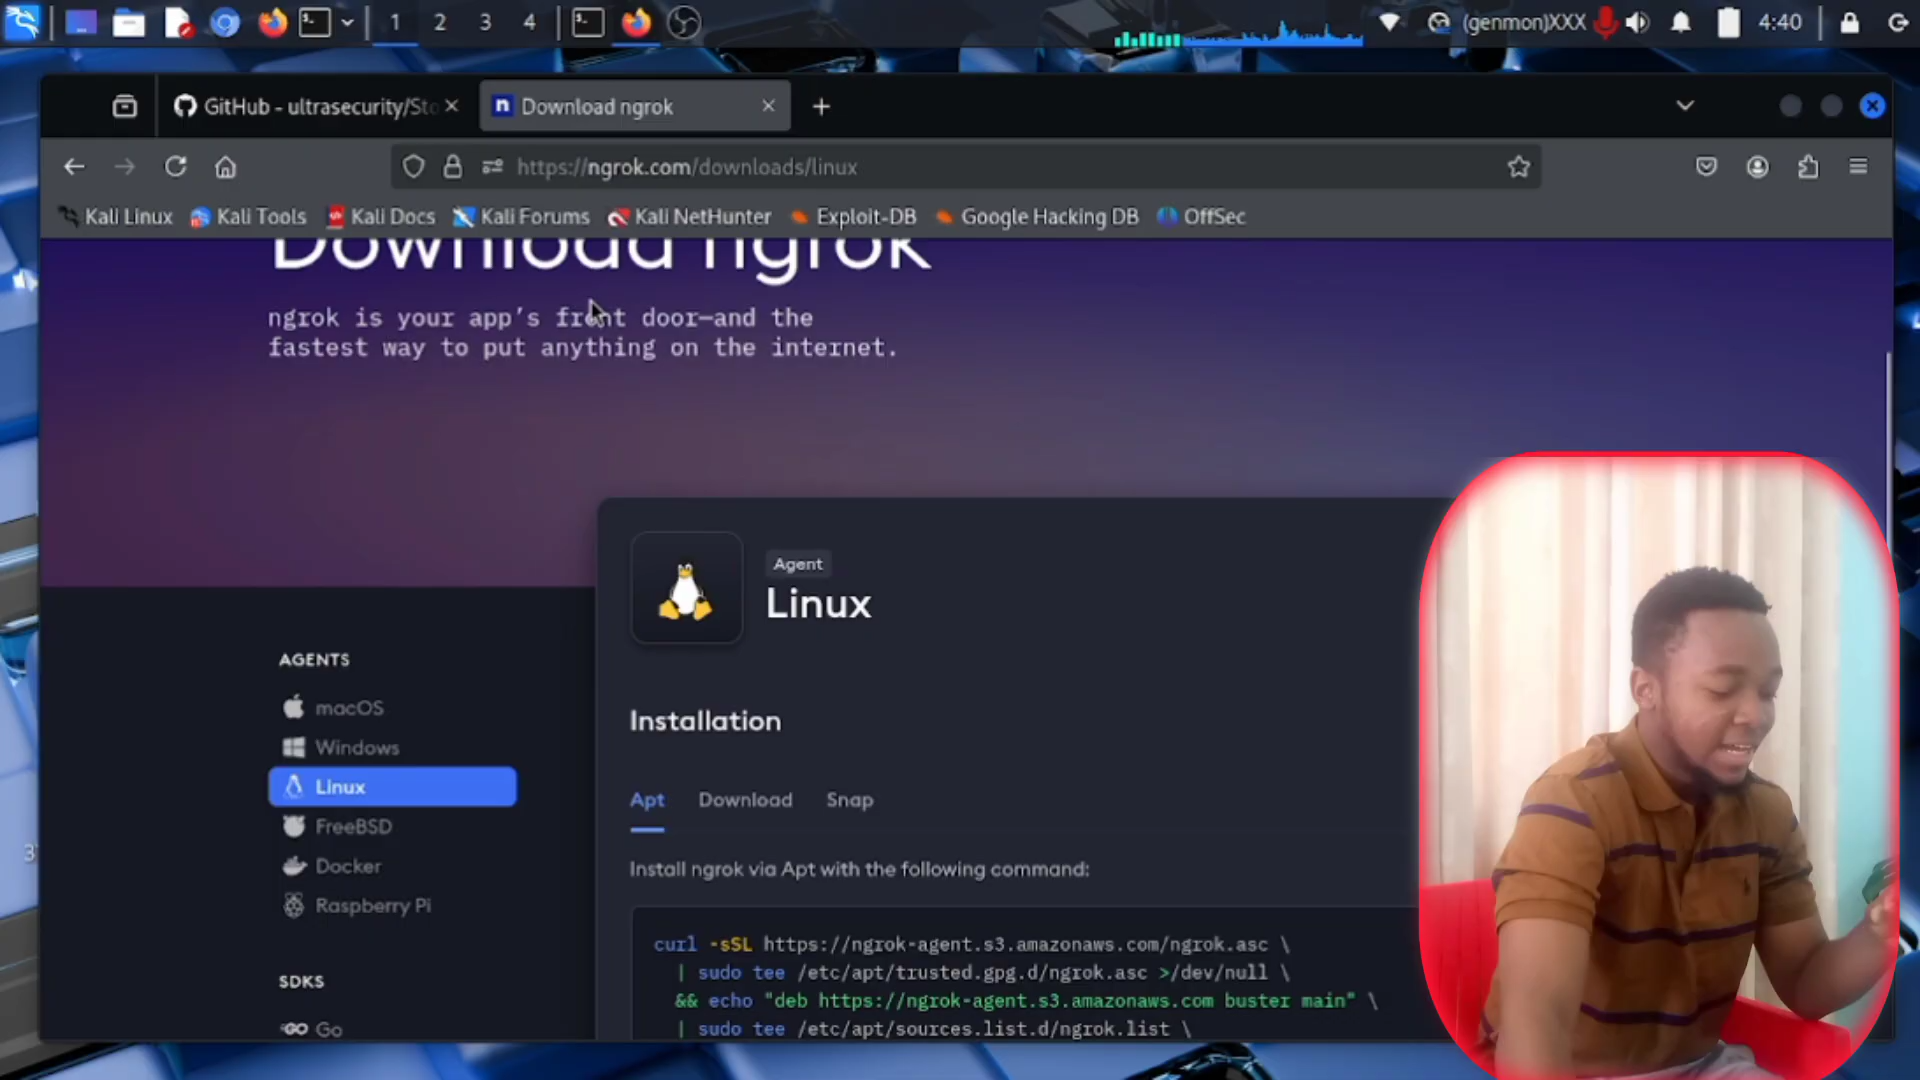 1 2 3 4 (genmon)XXX 4:40
GitHub - ultrasecurity/Sto
Download ngrok
https://ngrok.com/downloads/linux
Kali Linux Kali Tools Kali Docs Kali Forums Kali NetHunter Exploit-DB Google Hacking DB OffSec
Download ngrok
ngrok is your app's front door—and the
fastest way to put anything on the internet.
Agent
Linux
AGENTS
macOS
Windows
Linux
FreeBSD
Docker
Raspberry Pi
SDKS
Go
Installation
Apt Download Snap
Install ngrok via Apt with the following command:
curl -sSL https://ngrok-agent.s3.amazonaws.com/ngrok.asc \
| sudo tee /etc/apt/trusted.gpg.d/ngrok.asc >/dev/null \
&& echo "deb https://ngrok-agent.s3.amazonaws.com buster main" \
| sudo tee /etc/apt/sources.list.d/ngrok.list \